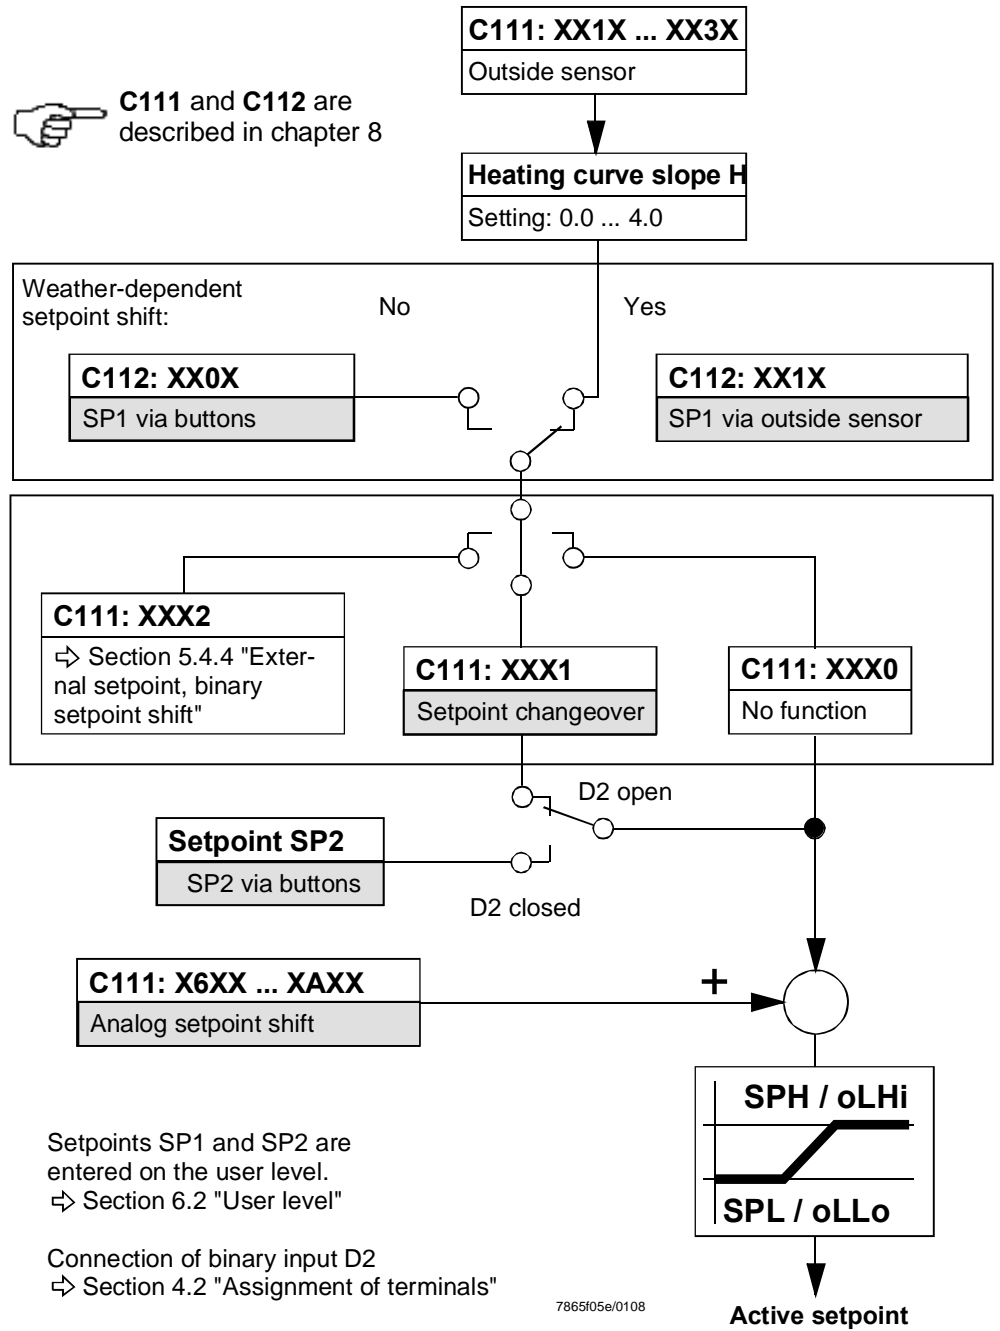 C111: XX1X ... XX3X
Outside sensor
C111 and C112 are
described in chapter 8
Heating curve slope H
Setting: 0.0 ... 4.0
Weather-dependent
setpoint shift:
No
Yes
C112: XX0X
SP1 via buttons
C112: XX1X
SP1 via outside sensor
C111: XXX2
⇨ Section 5.4.4 "Exter-
nal setpoint, binary
setpoint shift"
C111: XXX1
Setpoint changeover
C111: XXX0
No function
D2 open
Setpoint SP2
SP2 via buttons
D2 closed
C111: X6XX ... XAXX
Analog setpoint shift
+
SPH / oLHi
SPL / oLLo
Setpoints SP1 and SP2 are
entered on the user level.
⇨ Section 6.2 "User level"
Connection of binary input D2
⇨ Section 4.2 "Assignment of terminals"
7865f05e/0108
Active setpoint